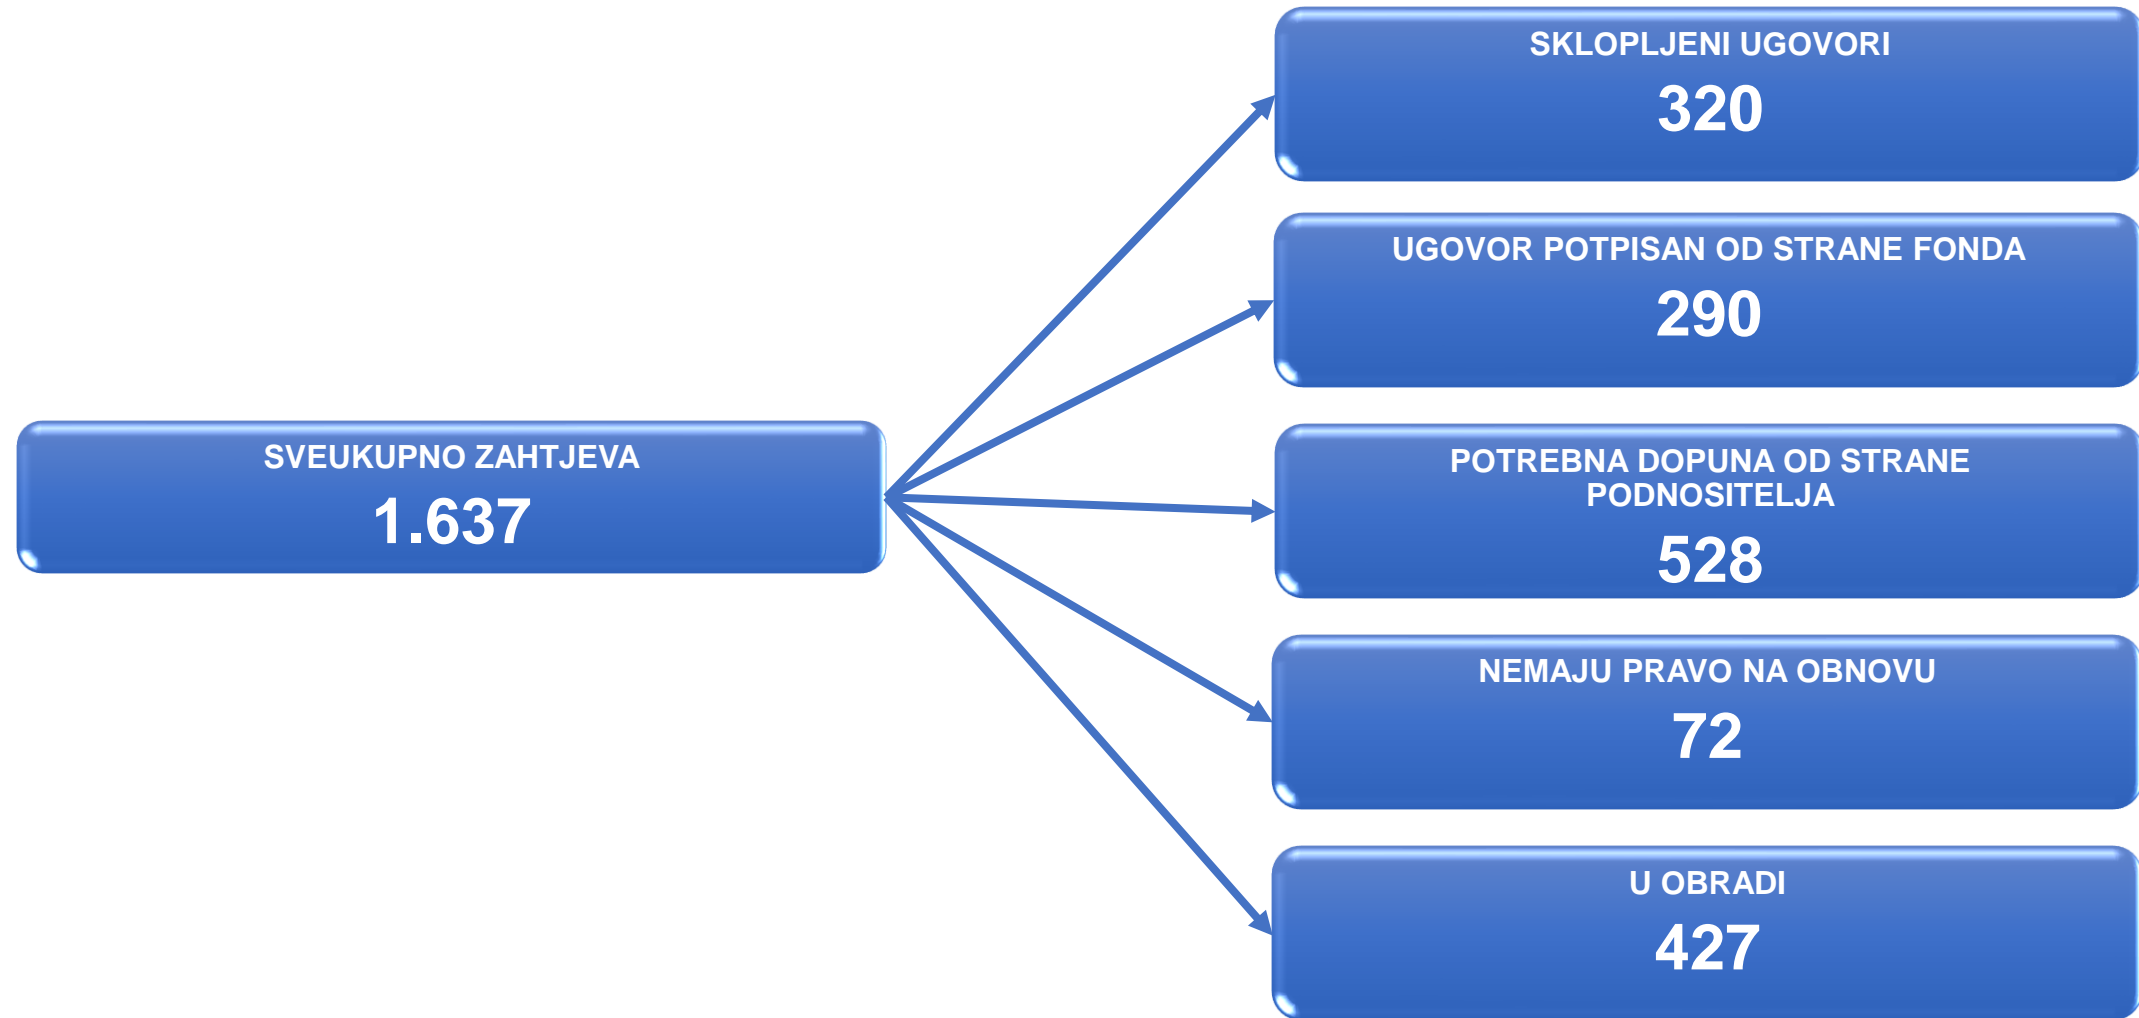 SVEUKUPNO ZAHTJEVA
1.637
SKLOPLJENI UGOVORI
320
UGOVOR POTPISAN OD STRANE FONDA
290
POTREBNA DOPUNA OD STRANE
PODNOSITELJA
528
NEMAJU PRAVO NA OBNOVU
72
U OBRADI
427